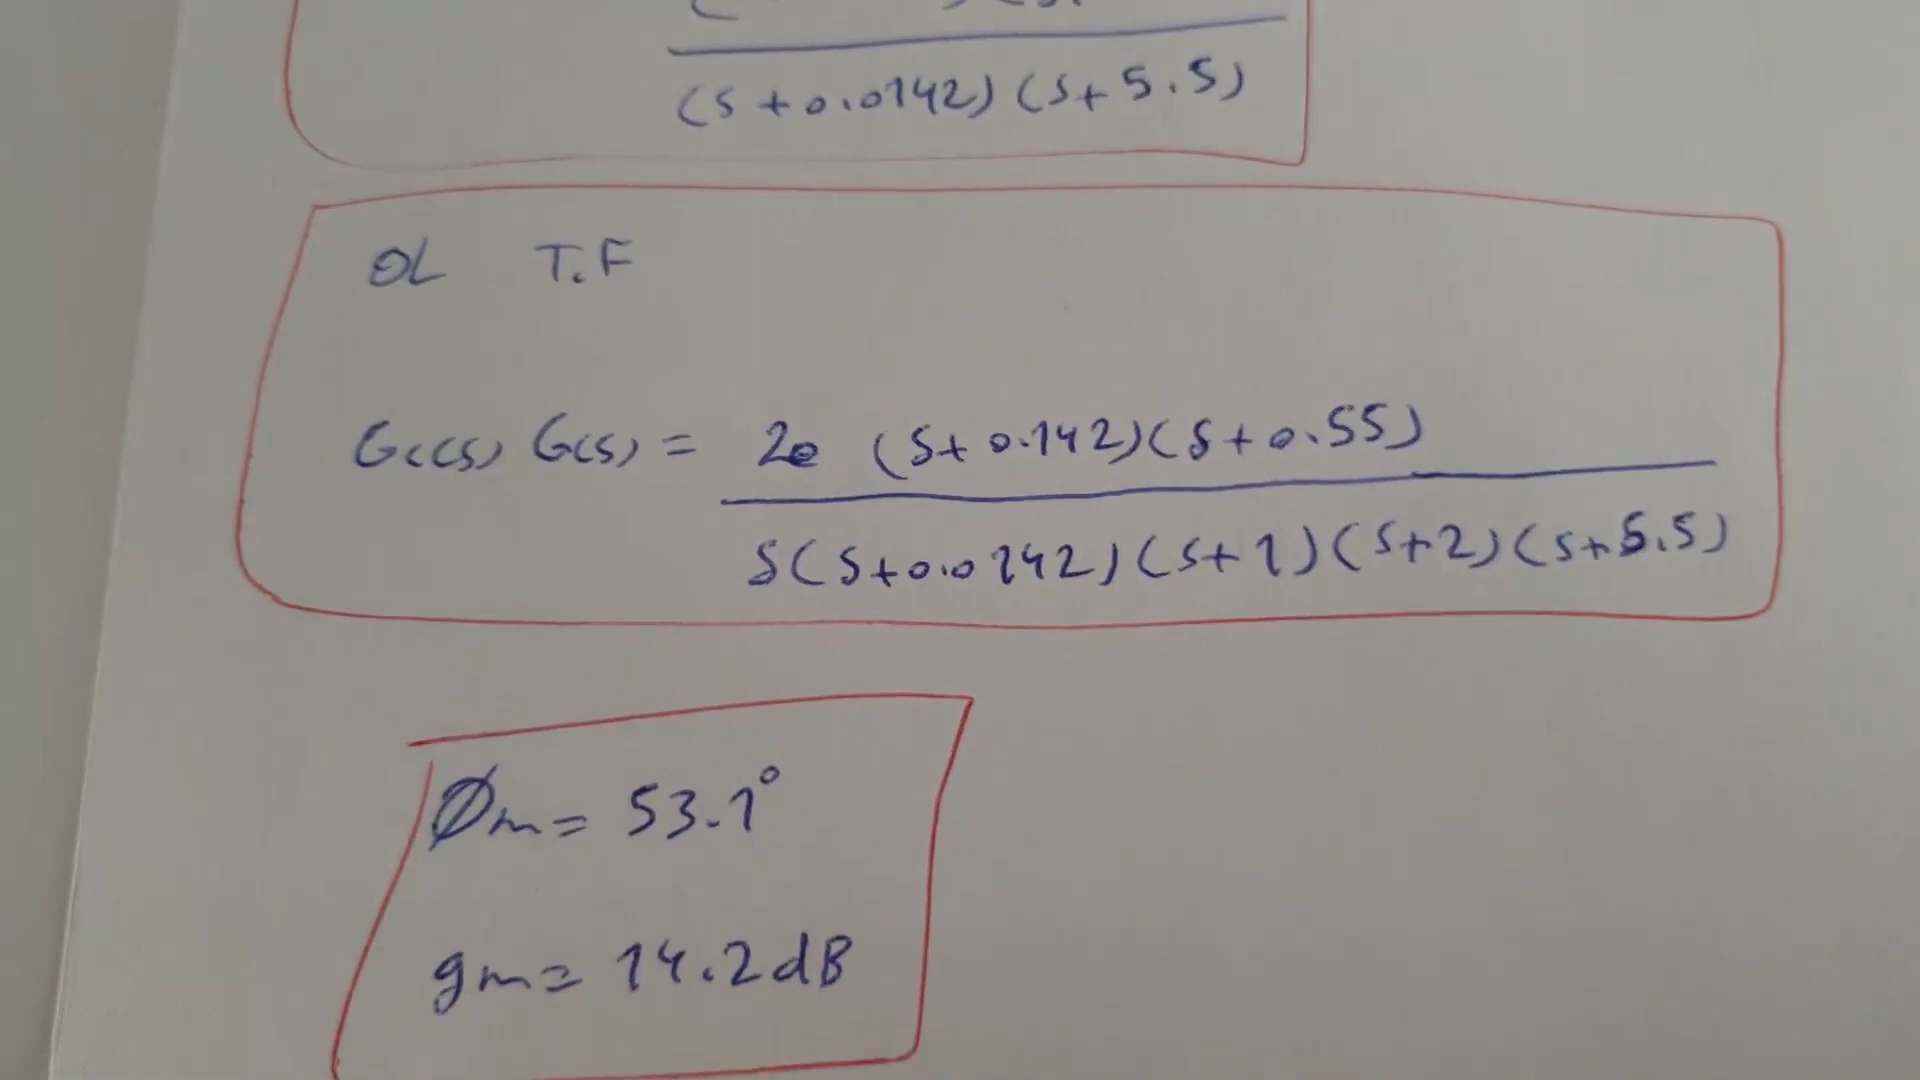 (s+0.0142)(s+5.5)
OL T.F
Gc(s) G(s) = 20 (s+0.142)(s+0.55)
s(s+0.0142)(s+1)(s+2)(s+5.5)
Øm= 53.1°
gm= 14.2dB